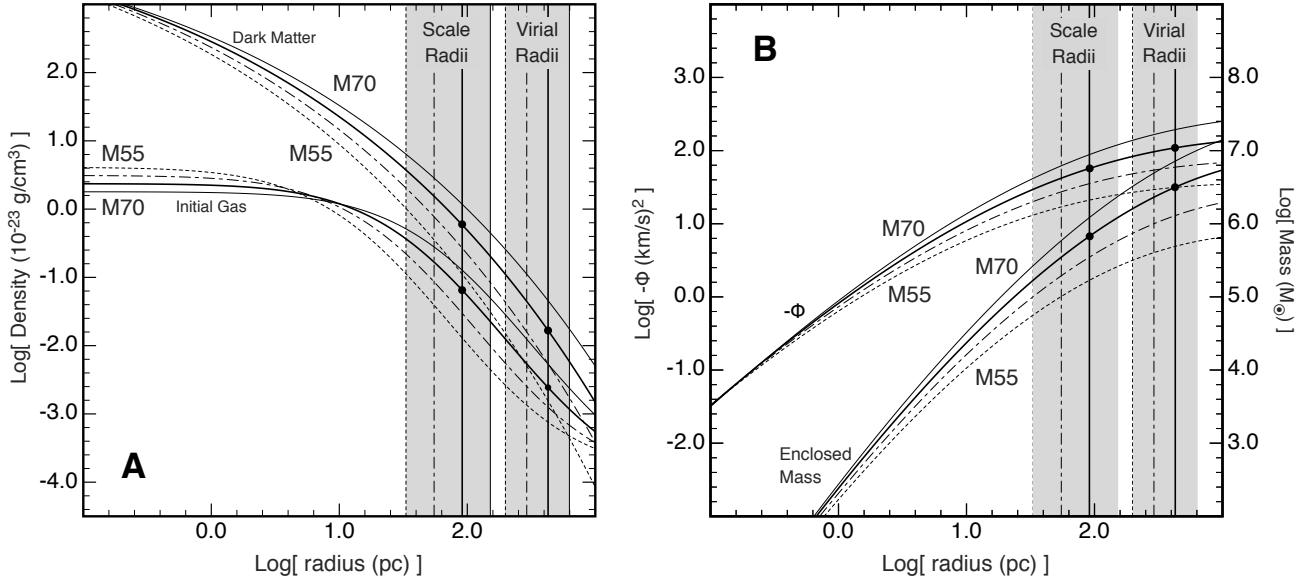 Scale
Radii
Virial
Radii
Dark Matter
M70
M55
M55
M70
Initial Gas
A
2.0
1.0
0.0
-1.0
-2.0
-3.0
-4.0
Log[ Density (10-23 g/cm3) ]
0.0
1.0
2.0
Log[ radius (pc) ]
B
Scale
Radii
Virial
Radii
M70
M70
M55
-Φ
M55
Enclosed
Mass
3.0
2.0
1.0
0.0
-1.0
-2.0
Log[ -Φ (km/s)2 ]
8.0
7.0
6.0
5.0
4.0
3.0
Log[ Mass (M⊙) ]
0.0
1.0
2.0
Log[ radius (pc) ]